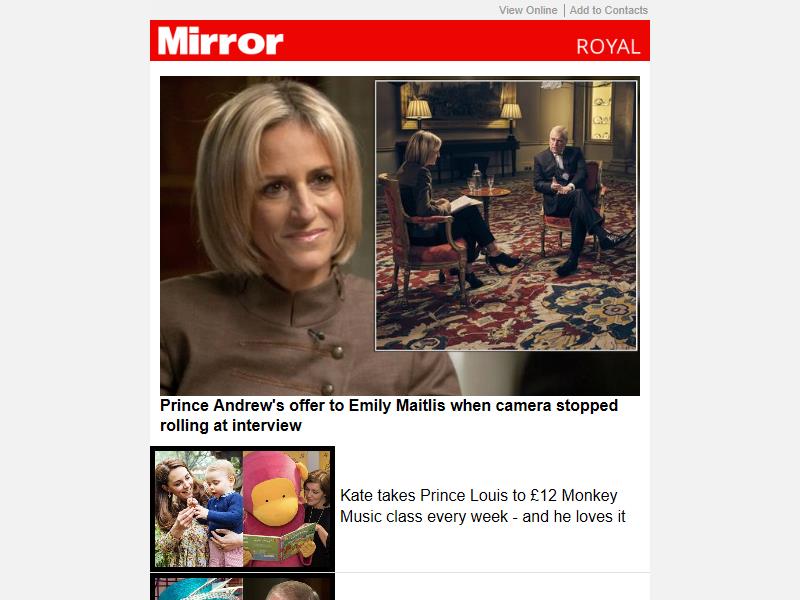 View Online | Add to Contacts
Mirror ROYAL
Prince Andrew's offer to Emily Maitlis when camera stopped
rolling at interview
Kate takes Prince Louis to £12 Monkey
Music class every week - and he loves it